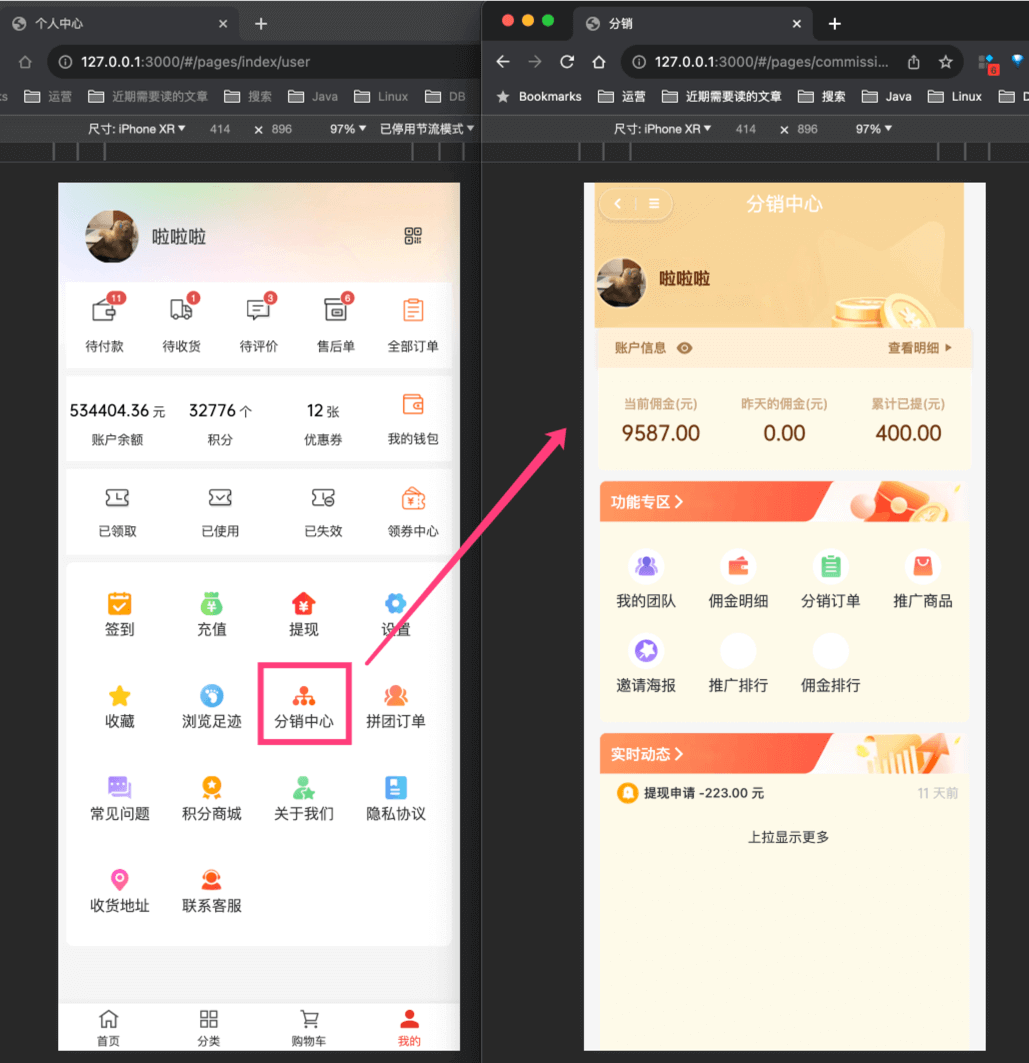 个人中心
127.0.0.1:3000/#/pages/index/user
运营 近期需要读的文章 搜索 Java Linux DB
尺寸: iPhone XR 414 × 896 97% 已停用节流模式
啦啦啦
11 1 3 6
待付款 待收货 待评价 售后单 全部订单
534404.36 元 32776 个 12 张
账户余额 积分 优惠券 我的钱包
已领取 已使用 已失效 领券中心
签到 充值 提现 设置
收藏 浏览足迹 分销中心 拼团订单
常见问题 积分商城 关于我们 隐私协议
收货地址 联系客服
首页 分类 购物车 我的
分销
127.0.0.1:3000/#/pages/commissi...
6
Bookmarks 运营 近期需要读的文章 搜索 Java Linux
尺寸: iPhone XR 414 × 896 97%
分销中心
啦啦啦
账户信息 查看明细
当前佣金(元) 昨天的佣金(元) 累计已提(元)
9587.00 0.00 400.00
功能专区
我的团队 佣金明细 分销订单 推广商品
邀请海报 推广排行 佣金排行
实时动态
提现申请 -223.00 元 11 天前
上拉显示更多